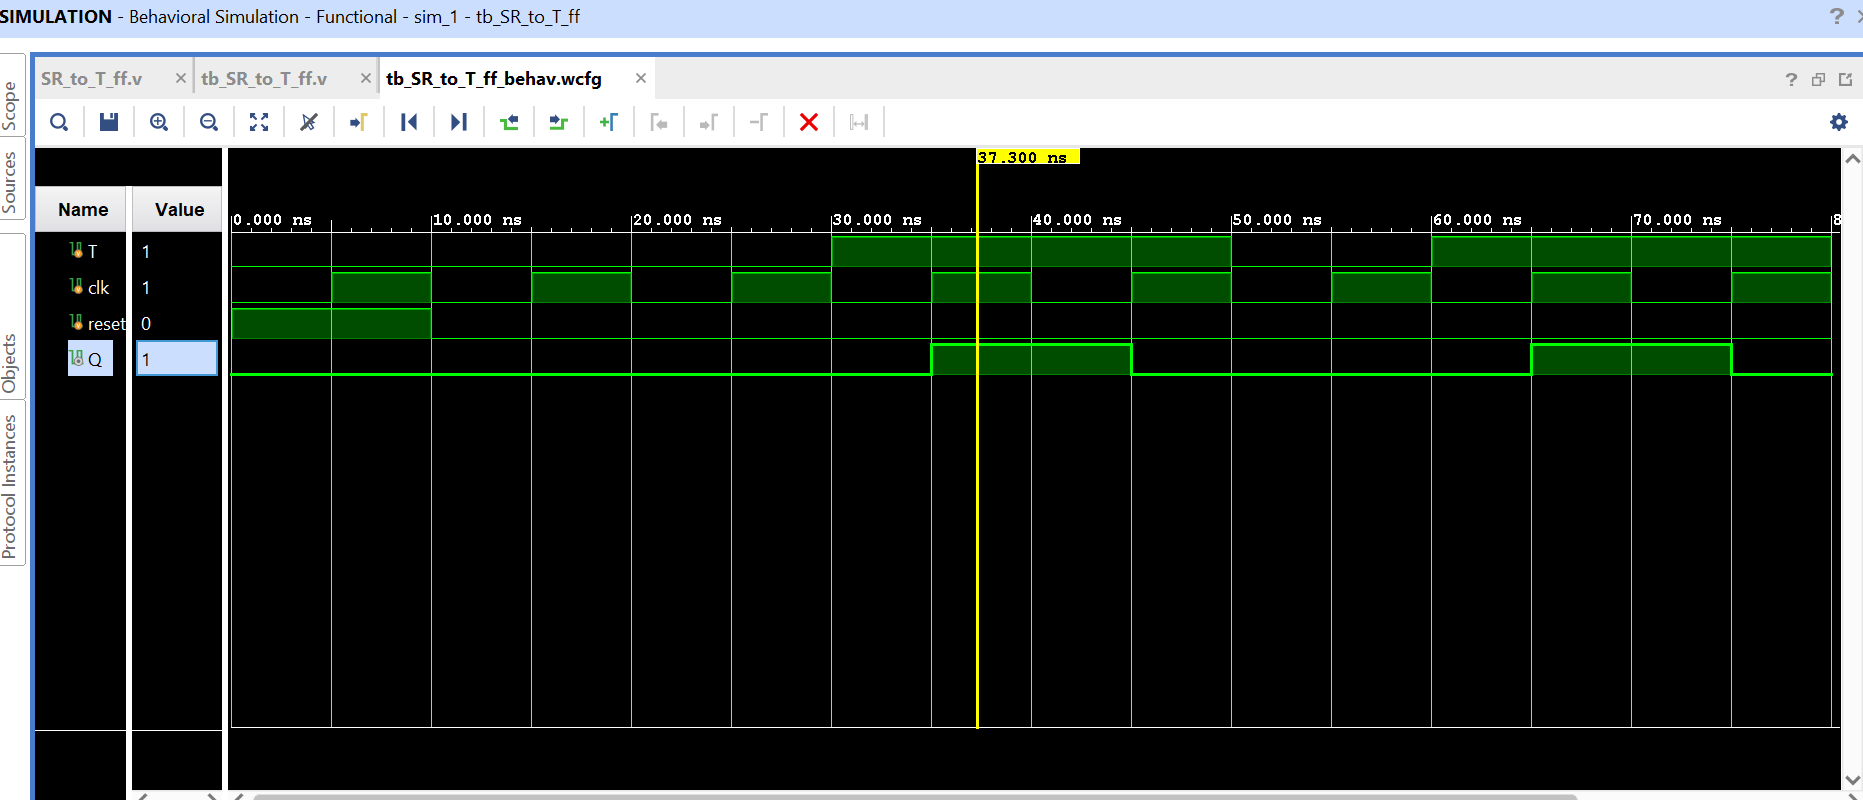 SIMULATION - Behavioral Simulation - Functional - sim_1 - tb_SR_to_T_ff
SR_to_T_ff.v
tb_SR_to_T_ff.v
tb_SR_to_T_ff_behav.wcfg
Scope
Sources
Objects
Protocol Instances
37.300 ns
Name
Value
0.000 ns
10.000 ns
20.000 ns
30.000 ns
40.000 ns
50.000 ns
60.000 ns
70.000 ns
8
T
1
clk
1
reset
0
Q
1